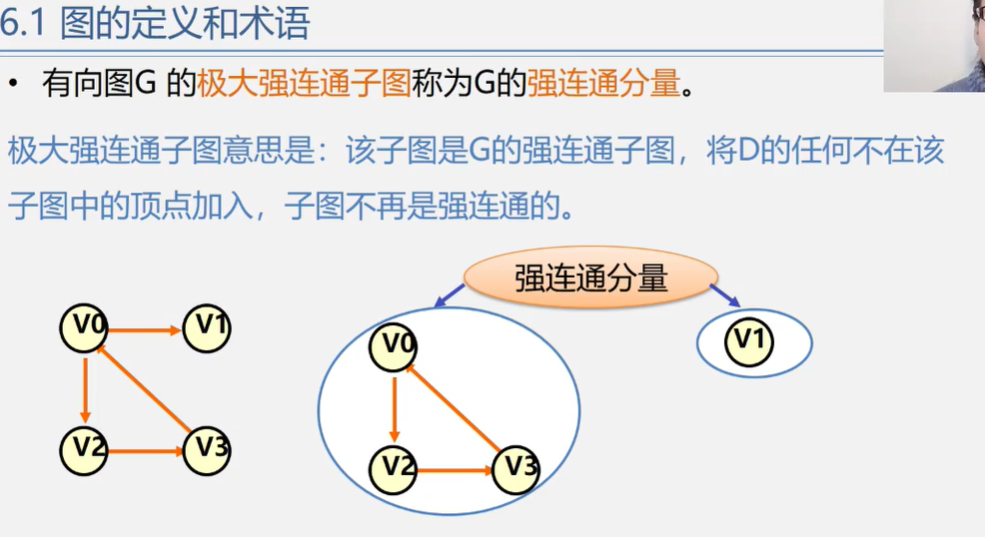 6.1 图的定义和术语
• 有向图G 的极大强连通子图称为G的强连通分量。
极大强连通子图意思是：该子图是G的强连通子图，将D的任何不在该
子图中的顶点加入，子图不再是强连通的。
强连通分量
V0 V1
V2 V3
V0
V2 V3
V1